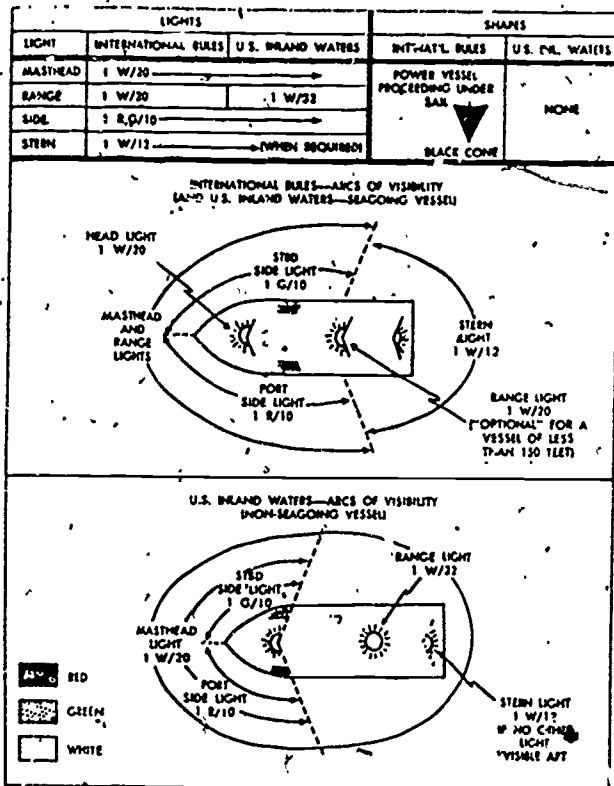 LIGHTS SHAPES
LIGHT INTERNATIONAL RULES U.S. INLAND WATERS INT'NAT'L RULES U.S. INL. WATERS
MASTHEAD 1 W/20
RANGE 1 W/20 1 W/32
SIDE 1 R,G/10
STERN 1 W/12 (WHEN REQUIRED)
POWER VESSEL
PROCEEDING UNDER
SAIL
BLACK CONE
NONE
INTERNATIONAL RULES—ARCS OF VISIBILITY
(AND U.S. INLAND WATERS—SEAGOING VESSEL)
HEAD LIGHT
1 W/20
STBD
SIDE LIGHT
1 G/10
MASTHEAD
AND
RANGE
LIGHTS
STERN
LIGHT
1 W/12
PORT
SIDE LIGHT
1 R/10
RANGE LIGHT
1 W/20
("OPTIONAL" FOR A
VESSEL OF LESS
THAN 150 FEET)
U.S. INLAND WATERS—ARCS OF VISIBILITY
(NON-SEAGOING VESSEL)
RANGE LIGHT
1 W/32
STBD
SIDE LIGHT
1 G/10
MASTHEAD
LIGHT
1 W/20
PORT
SIDE LIGHT
1 R/10
STERN LIGHT
1 W/12
IF NO OTHER
LIGHT
VISIBLE AFT
RED
GREEN
WHITE